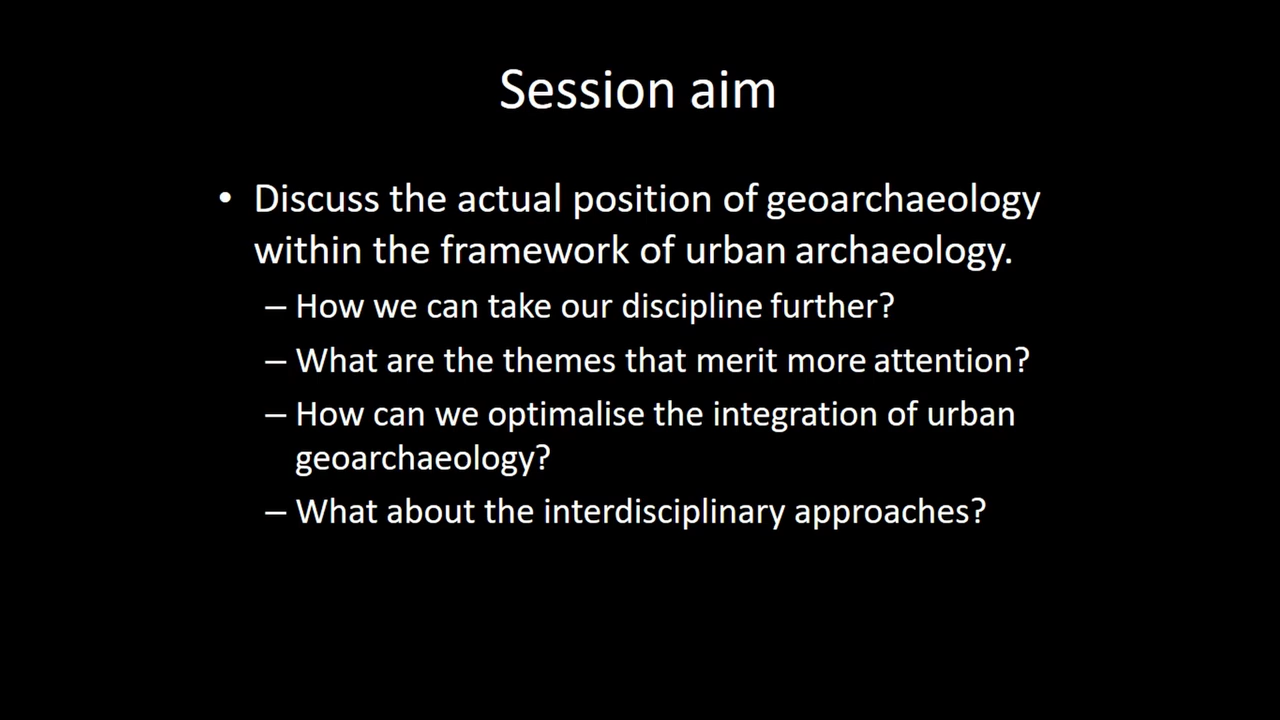 Session aim
• Discuss the actual position of geoarchaeology
within the framework of urban archaeology.
– How we can take our discipline further?
– What are the themes that merit more attention?
– How can we optimalise the integration of urban
geoarchaeology?
– What about the interdisciplinary approaches?